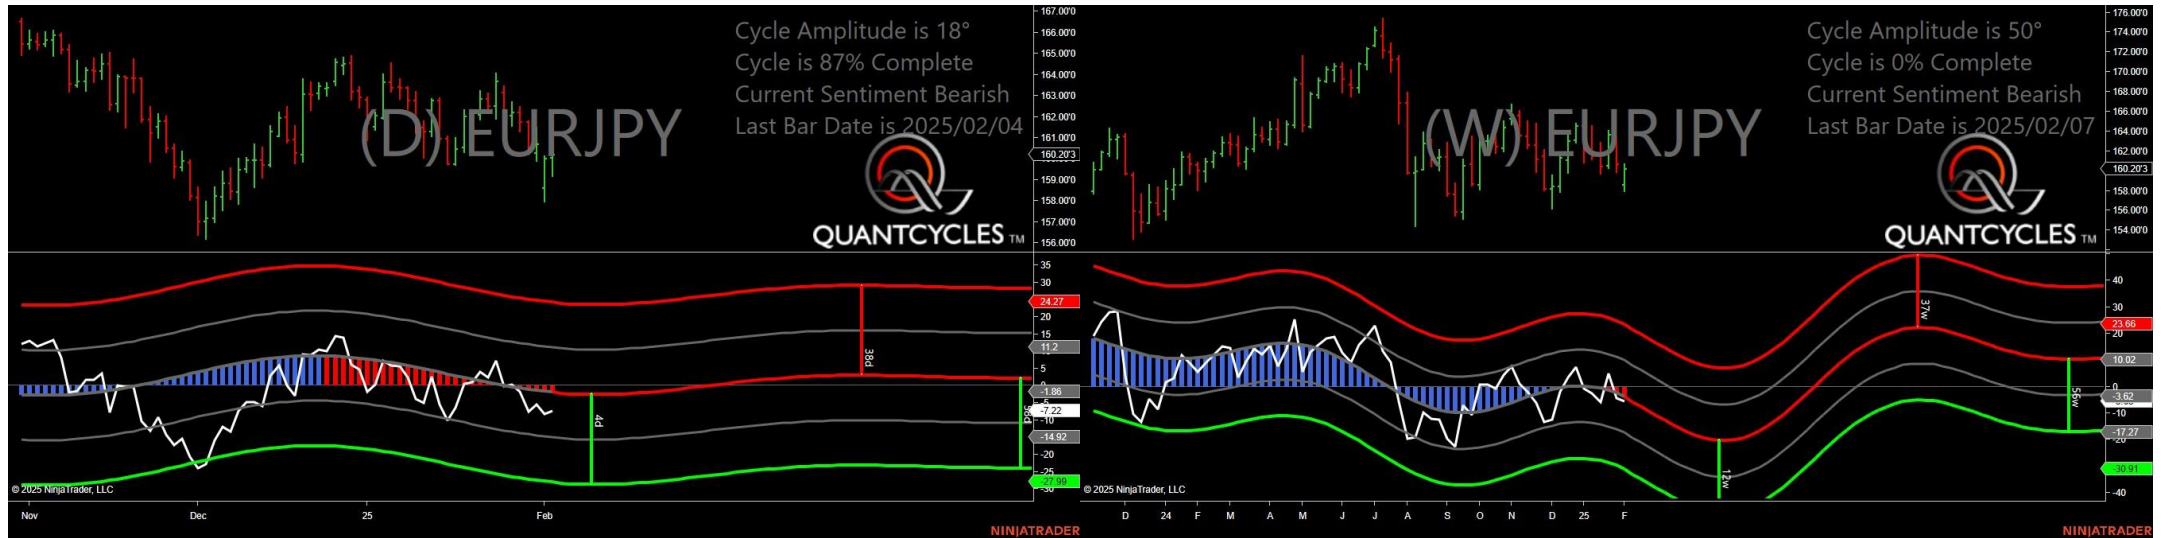 Cycle Amplitude is 18°
Cycle is 87% Complete
Current Sentiment Bearish
Last Bar Date is 2025/02/04
(D) EURJPY
QUANTCYCLES TM
167.00'0
166.00'0
165.00'0
164.00'0
163.00'0
162.00'0
161.00'0
160.20'3
159.00'0
158.00'0
157.00'0
156.00'0
35
30
24.27
20
15
11.2
5
0
-1.86
-5
-7.22
-10
-14.92
-20
-25
-27.99
-30
38d
4d
© 2025 NinjaTrader, LLC
Nov
Dec
25
Feb
NINJATRADER
Cycle Amplitude is 50°
Cycle is 0% Complete
Current Sentiment Bearish
Last Bar Date is 2025/02/07
(W) EURJPY
QUANTCYCLES TM
176.00'0
174.00'0
172.00'0
170.00'0
168.00'0
166.00'0
164.00'0
162.00'0
160.20'3
158.00'0
156.00'0
154.00'0
40
30
23.66
20
10.02
0
-3.62
-10
-17.27
-20
-30.91
-40
37w
56w
12w
© 2025 NinjaTrader, LLC
D
24
F
M
A
M
J
J
A
S
O
N
D
25
F
NINJATRADER